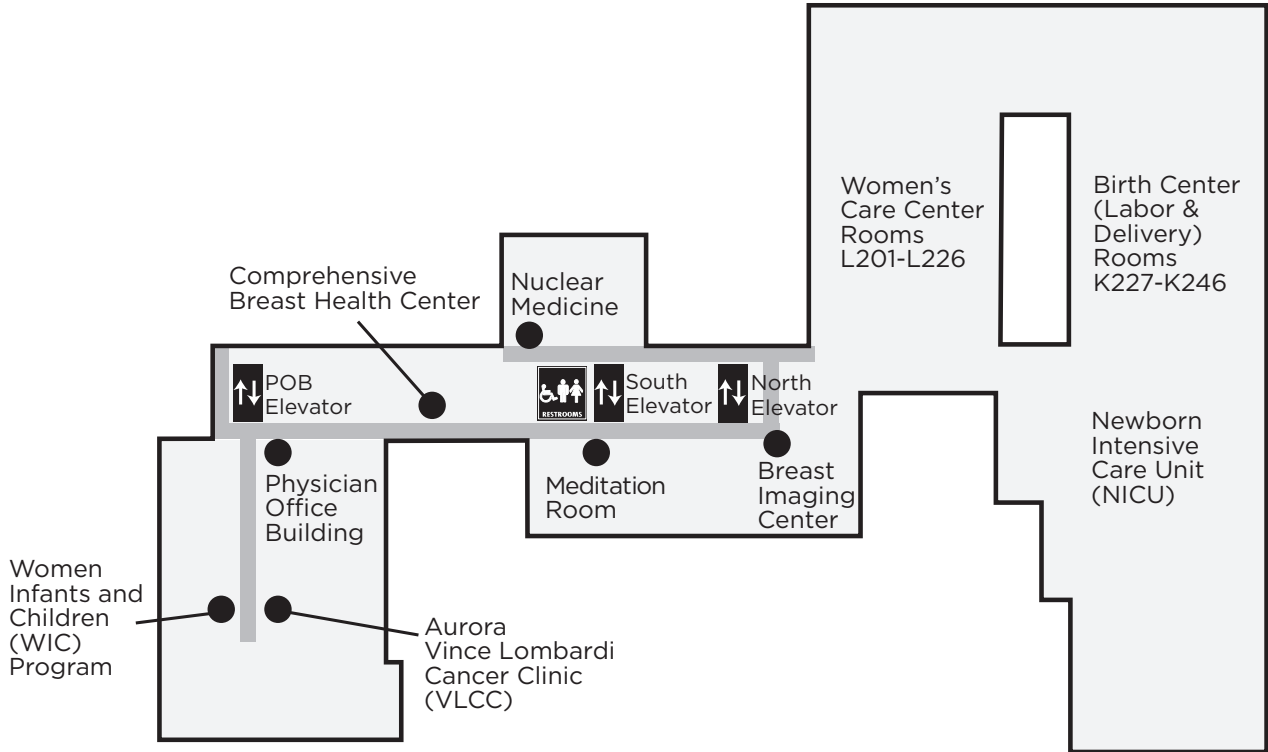 Women's
Care Center
Rooms
L201-L226
Birth Center
(Labor &
Delivery)
Rooms
K227-K246
Comprehensive
Breast Health Center
Nuclear
Medicine
POB
Elevator
RESTROOMS
South
Elevator
North
Elevator
Newborn
Intensive
Care Unit
(NICU)
Physician
Office
Building
Meditation
Room
Breast
Imaging
Center
Women
Infants and
Children
(WIC)
Program
Aurora
Vince Lombardi
Cancer Clinic
(VLCC)